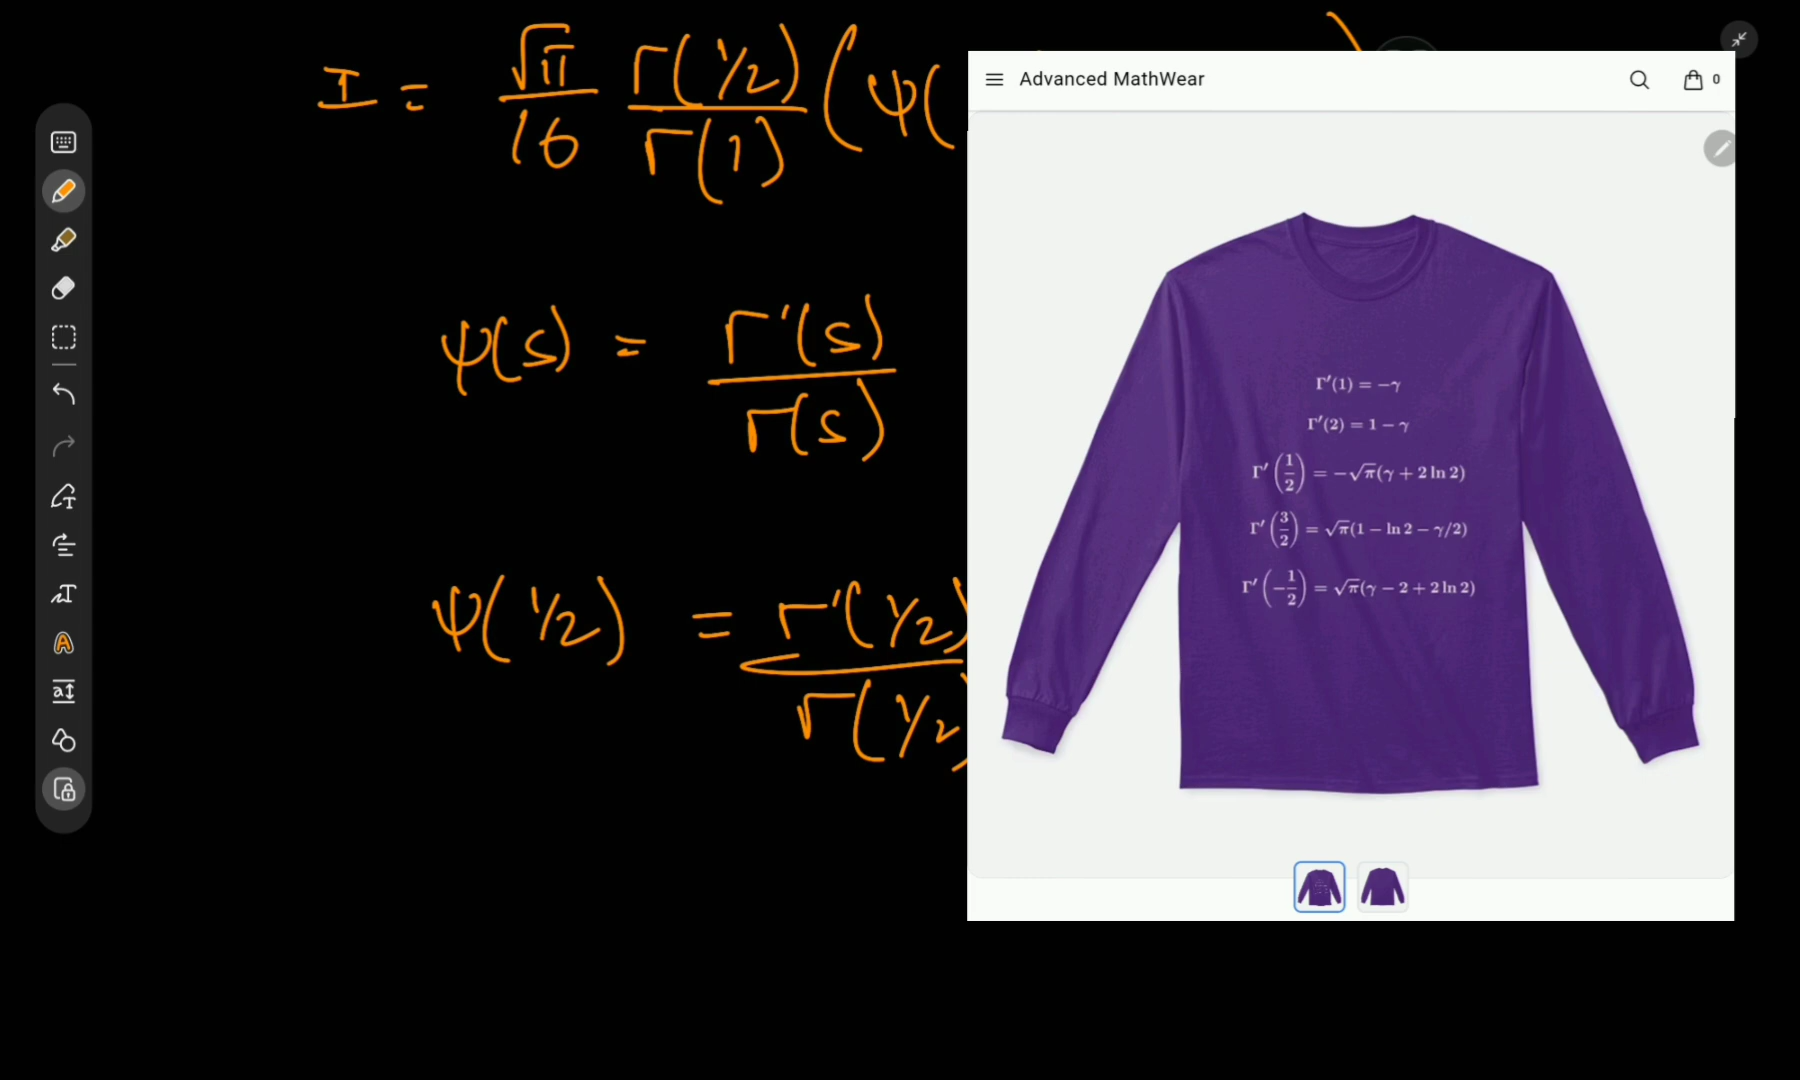 I = √π/16 Γ(1/2)/Γ(1) (ψ(
ψ(s) = Γ'(s)/Γ(s)
ψ(1/2) = Γ'(1/2)/Γ(1/2)
Advanced MathWear
0
Γ′(1) = −γ
Γ′(2) = 1 − γ
Γ′(1/2) = −√π(γ + 2 ln 2)
Γ′(3/2) = √π(1 − ln 2 − γ/2)
Γ′(−1/2) = √π(γ − 2 + 2 ln 2)